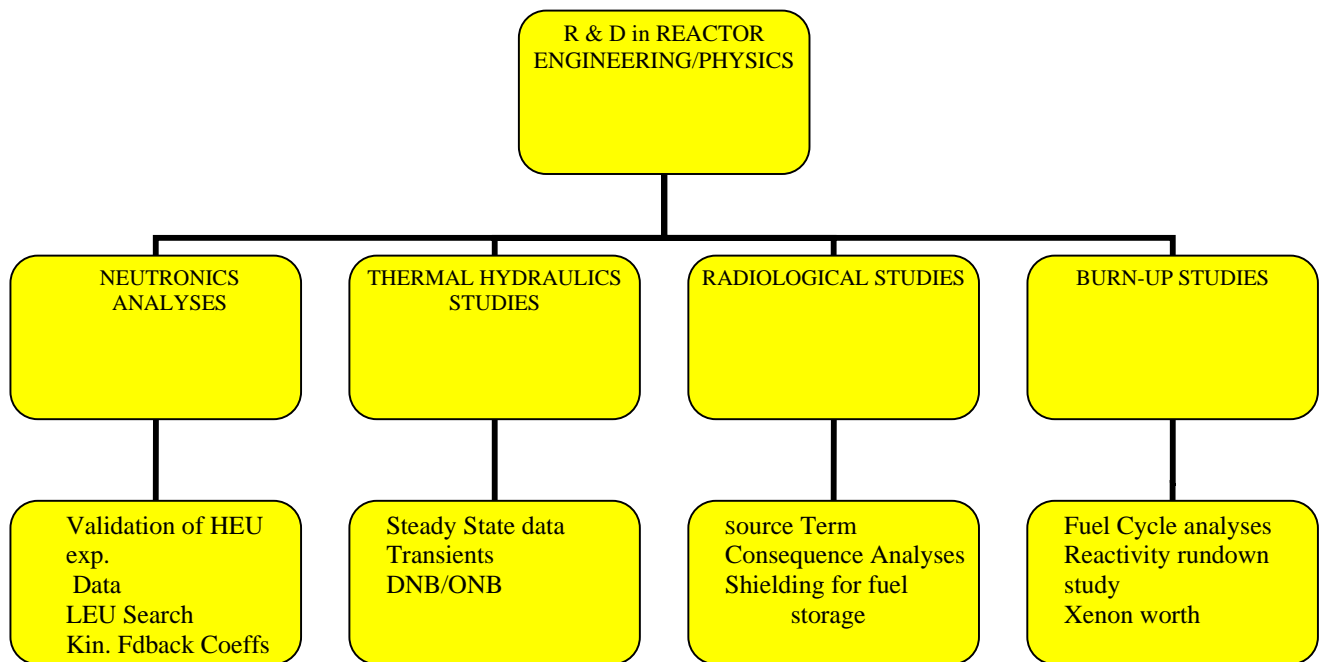 R & D in REACTOR
ENGINEERING/PHYSICS
NEUTRONICS
ANALYSES
THERMAL HYDRAULICS
STUDIES
RADIOLOGICAL STUDIES
BURN-UP STUDIES
Validation of HEU
exp.
Data
LEU Search
Kin. Fdback Coeffs
Steady State data
Transients
DNB/ONB
source Term
Consequence Analyses
Shielding for fuel
storage
Fuel Cycle analyses
Reactivity rundown
study
Xenon worth